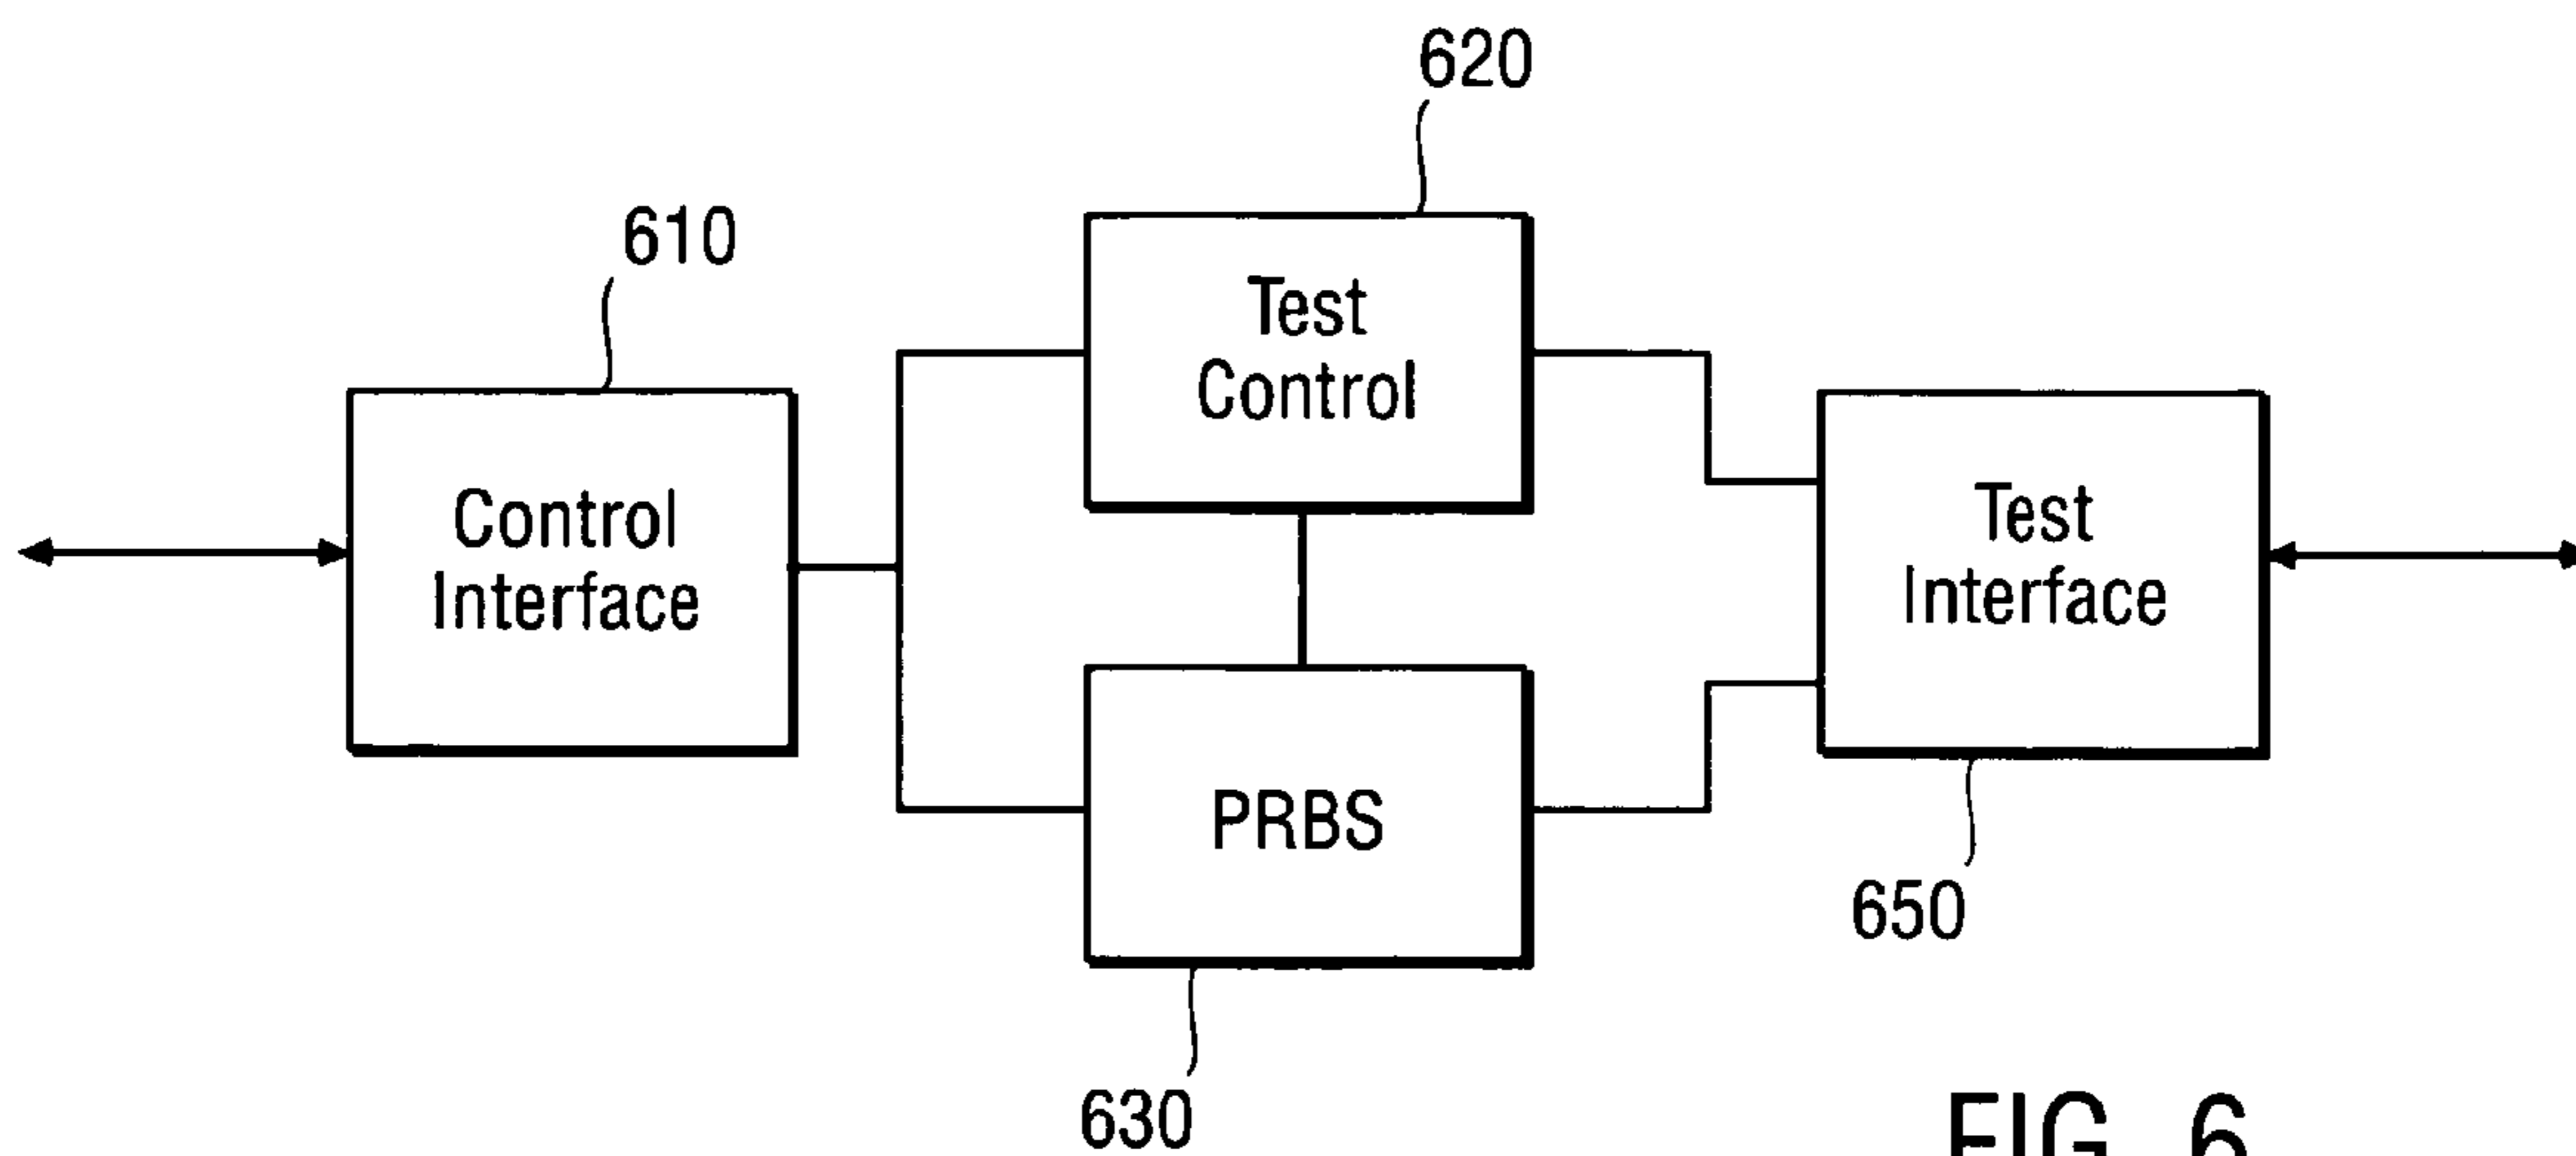 620
610
Test
Control
Control
Interface
Test
Interface
PRBS
650
630
FIG. 6